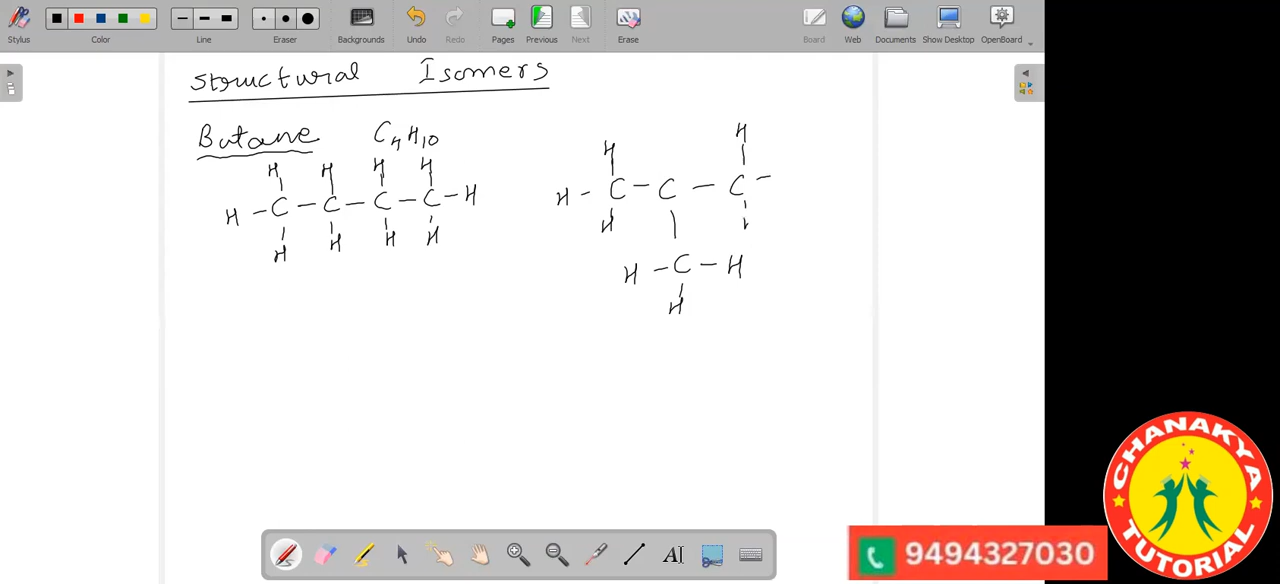 Stylus Color Line Eraser Backgrounds Undo Redo Pages Previous Next Erase Board Web Documents Show Desktop OpenBoard
Structural Isomers
Butane C4H10
H H H H
H - C - C - C - C - H
H H H H
H H
H - C - C - C -
H
H - C - H
H
CHANAKYA
TUTORIAL
9494327030